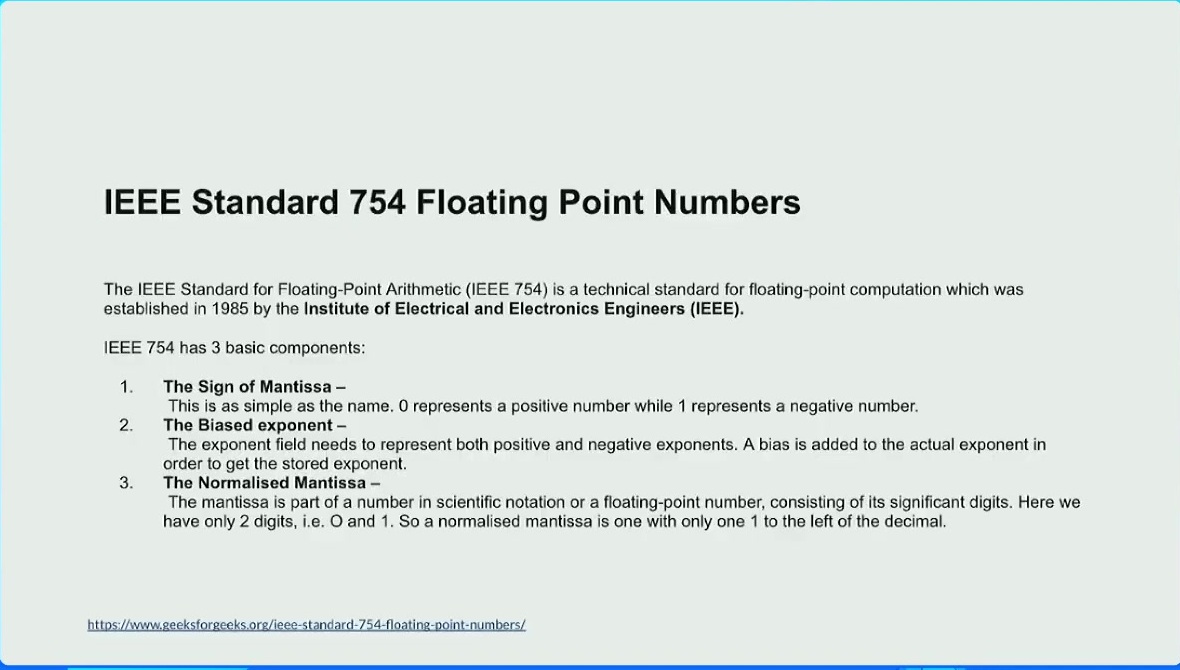 IEEE Standard 754 Floating Point Numbers
The IEEE Standard for Floating-Point Arithmetic (IEEE 754) is a technical standard for floating-point computation which was
established in 1985 by the Institute of Electrical and Electronics Engineers (IEEE).
IEEE 754 has 3 basic components:
1. The Sign of Mantissa –
This is as simple as the name. 0 represents a positive number while 1 represents a negative number.
2. The Biased exponent –
The exponent field needs to represent both positive and negative exponents. A bias is added to the actual exponent in
order to get the stored exponent.
3. The Normalised Mantissa –
The mantissa is part of a number in scientific notation or a floating-point number, consisting of its significant digits. Here we
have only 2 digits, i.e. O and 1. So a normalised mantissa is one with only one 1 to the left of the decimal.
https://www.geeksforgeeks.org/ieee-standard-754-floating-point-numbers/